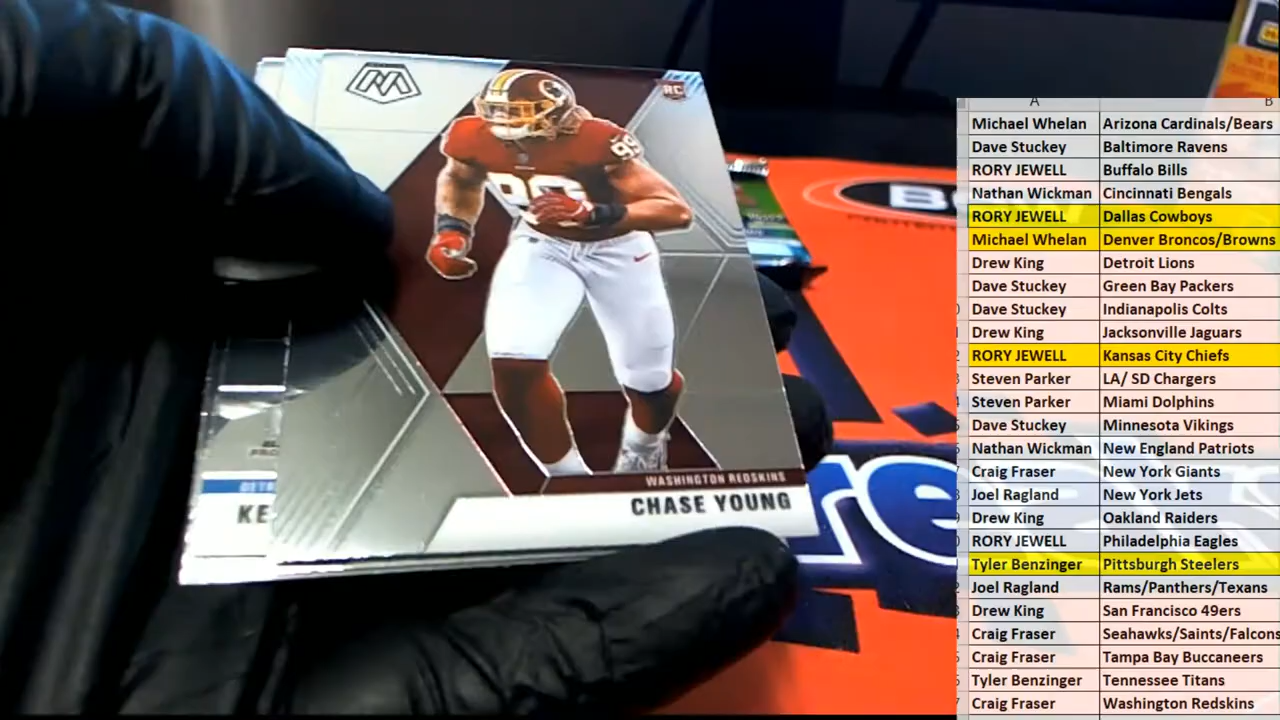 RC
99
WASHINGTON REDSKINS
CHASE YOUNG
DETR
KE
A B
Michael Whelan Arizona Cardinals/Bears
Dave Stuckey Baltimore Ravens
RORY JEWELL Buffalo Bills
Nathan Wickman Cincinnati Bengals
RORY JEWELL Dallas Cowboys
Michael Whelan Denver Broncos/Browns
Drew King Detroit Lions
Dave Stuckey Green Bay Packers
Dave Stuckey Indianapolis Colts
Drew King Jacksonville Jaguars
RORY JEWELL Kansas City Chiefs
Steven Parker LA/ SD Chargers
Steven Parker Miami Dolphins
Dave Stuckey Minnesota Vikings
Nathan Wickman New England Patriots
Craig Fraser New York Giants
Joel Ragland New York Jets
Drew King Oakland Raiders
RORY JEWELL Philadelphia Eagles
Tyler Benzinger Pittsburgh Steelers
Joel Ragland Rams/Panthers/Texans
Drew King San Francisco 49ers
Craig Fraser Seahawks/Saints/Falcons
Craig Fraser Tampa Bay Buccaneers
Tyler Benzinger Tennessee Titans
Craig Fraser Washington Redskins